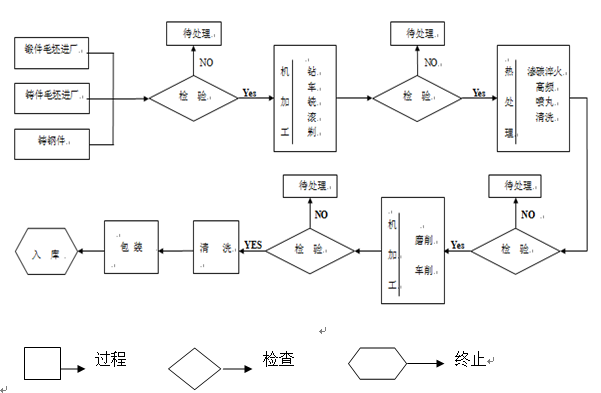 待处理
待处理
锻件毛坯进厂
铸件毛坯进厂
铸钢件
NO
检 验
Yes
机加工
钻
车
铣
滚
剃
NO
检 验
Yes
热处理
渗碳淬火
高频
喷丸
清洗
待处理
待处理
入 库
包装
清 洗
YES
NO
检 验
机加工
磨削
车削
Yes
NO
检 验
过程
检查
终止